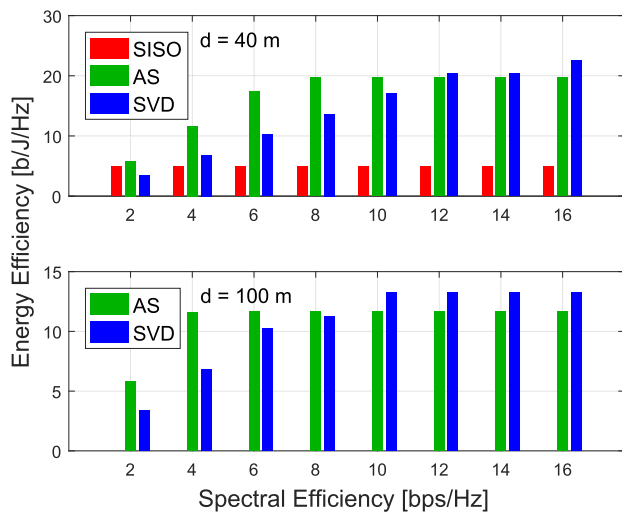 30
20
10
0
SISO
AS
SVD
d = 40 m
2 4 6 8 10 12 14 16
Energy Efficiency [b/J/Hz]
15
10
5
0
AS
SVD
d = 100 m
2 4 6 8 10 12 14 16
Spectral Efficiency [bps/Hz]